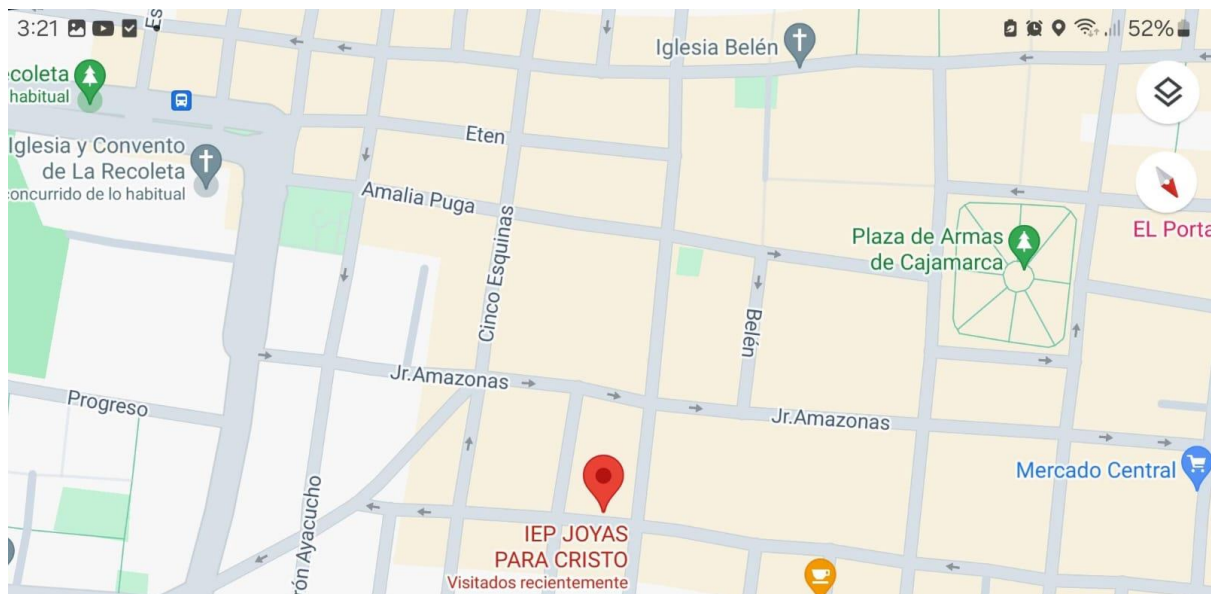 3:21
52%
Es
Iglesia Belén
ecoleta
habitual
Iglesia y Convento
de La Recoleta
concurrido de lo habitual
Eten
Amalia Puga
Cinco Esquinas
Plaza de Armas
de Cajamarca
EL Porta
Belén
Jr.Amazonas
Progreso
Jr.Amazonas
Mercado Central
rón Ayacucho
IEP JOYAS
PARA CRISTO
Visitados recientemente